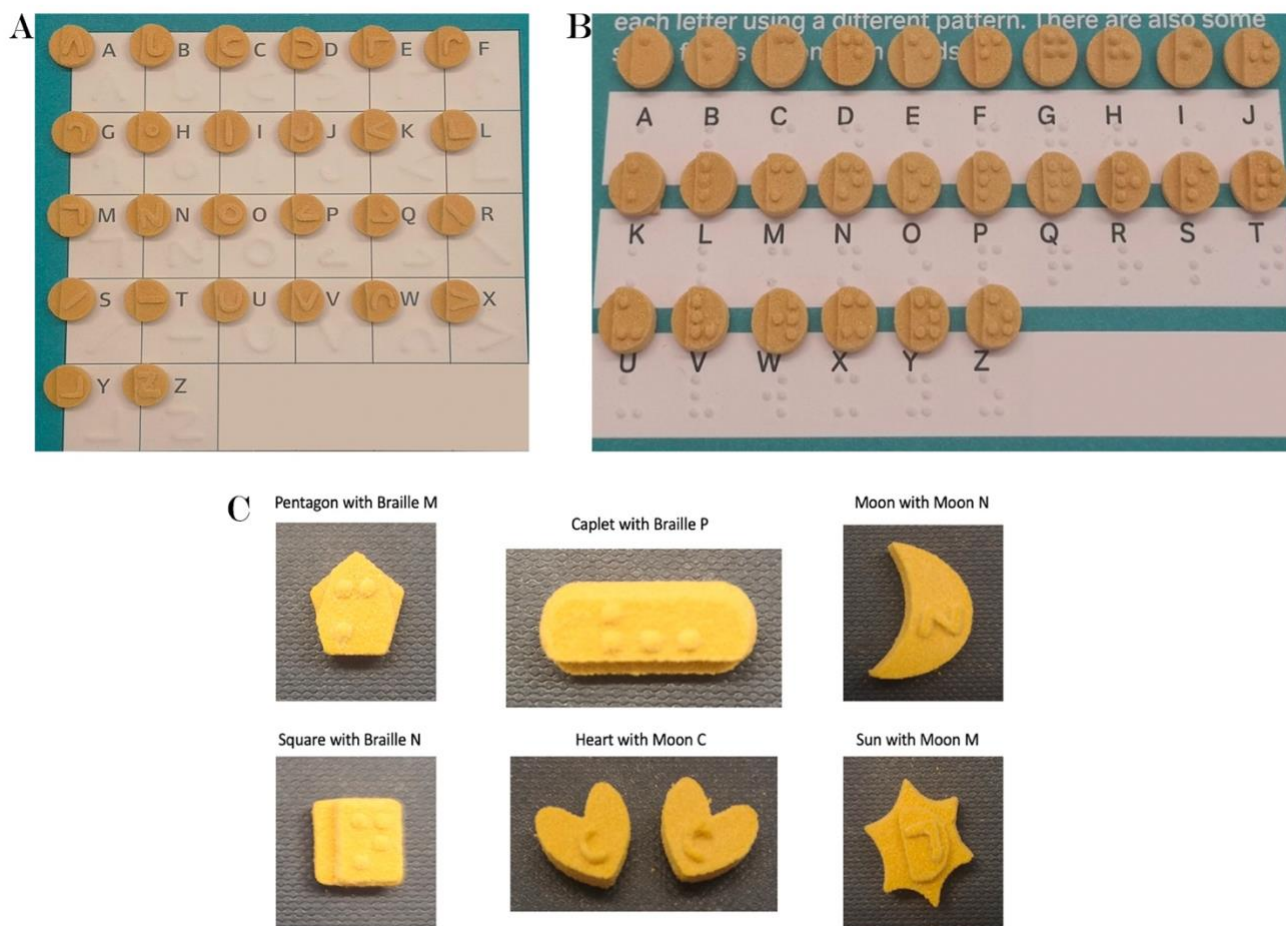 A
A B C D E F
G H I J K L
M N O P Q R
S T U V W X
Y Z
B
each letter using a different pattern. There are also some
A B C D E F G H I J
K L M N O P Q R S T
U V W X Y Z
C
Pentagon with Braille M
Caplet with Braille P
Moon with Moon N
Square with Braille N
Heart with Moon C
Sun with Moon M